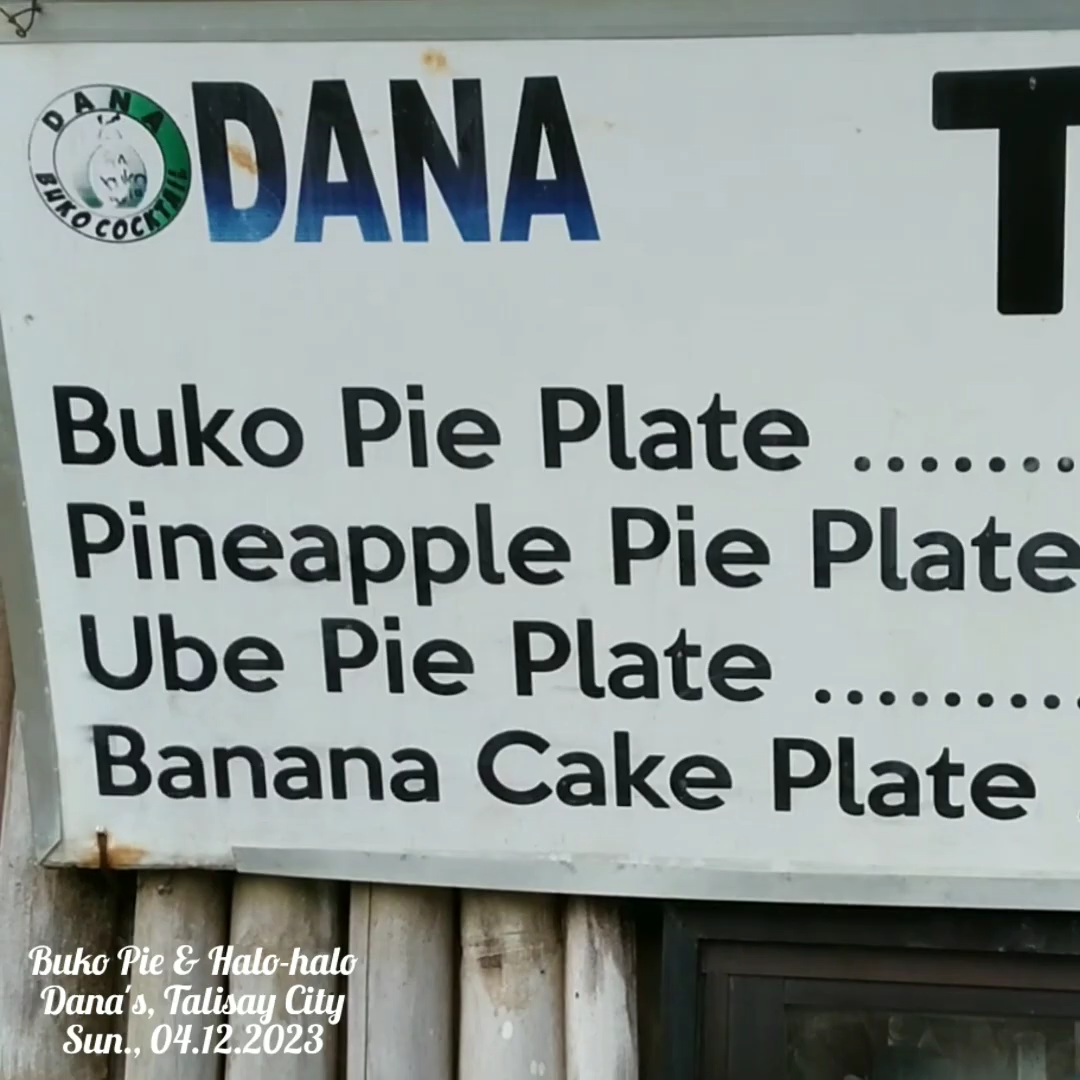 DANA
BUKO COCKTAIL
DANA
T
Buko Pie Plate .......
Pineapple Pie Plate
Ube Pie Plate .........
Banana Cake Plate
Buko Pie & Halo-halo
Dana's, Talisay City
Sun., 04.12.2023